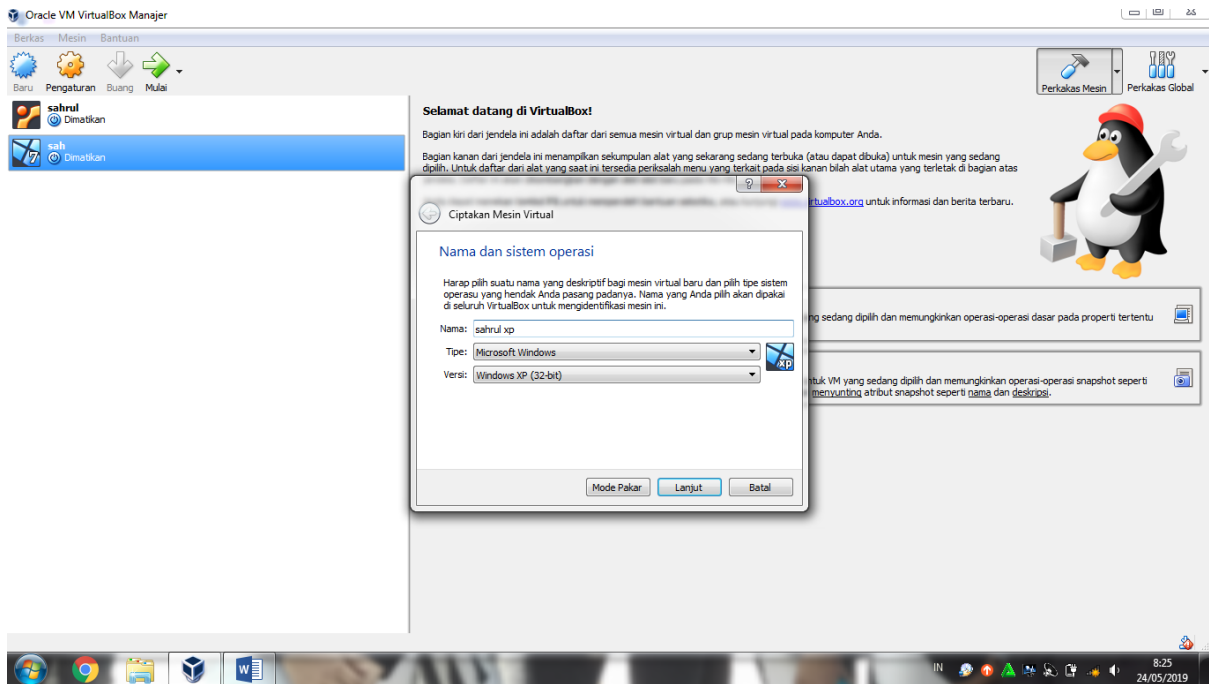 Oracle VM VirtualBox Manajer
Berkas Mesin Bantuan
Baru Pengaturan Buang Mulai
Perkakas Mesin Perkakas Global
sahrul
Dimatikan
sah
Dimatikan
7
Selamat datang di VirtualBox!
Bagian kiri dari jendela ini adalah daftar dari semua mesin virtual dan grup mesin virtual pada komputer Anda.
Bagian kanan dari jendela ini menampilkan sekumpulan alat yang sekarang sedang terbuka (atau dapat dibuka) untuk mesin yang sedang
dipilih. Untuk daftar dari alat yang saat ini tersedia periksalah menu yang terkait pada sisi kanan bilah alat utama yang terletak di bagian atas
rtualbox.org untuk informasi dan berita terbaru.
Ciptakan Mesin Virtual
Nama dan sistem operasi
Harap pilih suatu nama yang deskriptif bagi mesin virtual baru dan pilih tipe sistem
operasu yang hendak Anda pasang padanya. Nama yang Anda pilih akan dipakai
di seluruh VirtualBox untuk mengidentifikasi mesin ini.
Nama: sahrul xp
Tipe: Microsoft Windows
XP
Versi: Windows XP (32-bit)
Mode Pakar Lanjut Batal
ng sedang dipilih dan memungkinkan operasi-operasi dasar pada properti tertentu
ntuk VM yang sedang dipilih dan memungkinkan operasi-operasi snapshot seperti
menyunting atribut snapshot seperti nama dan deskripsi.
W
IN
8:25
24/05/2019